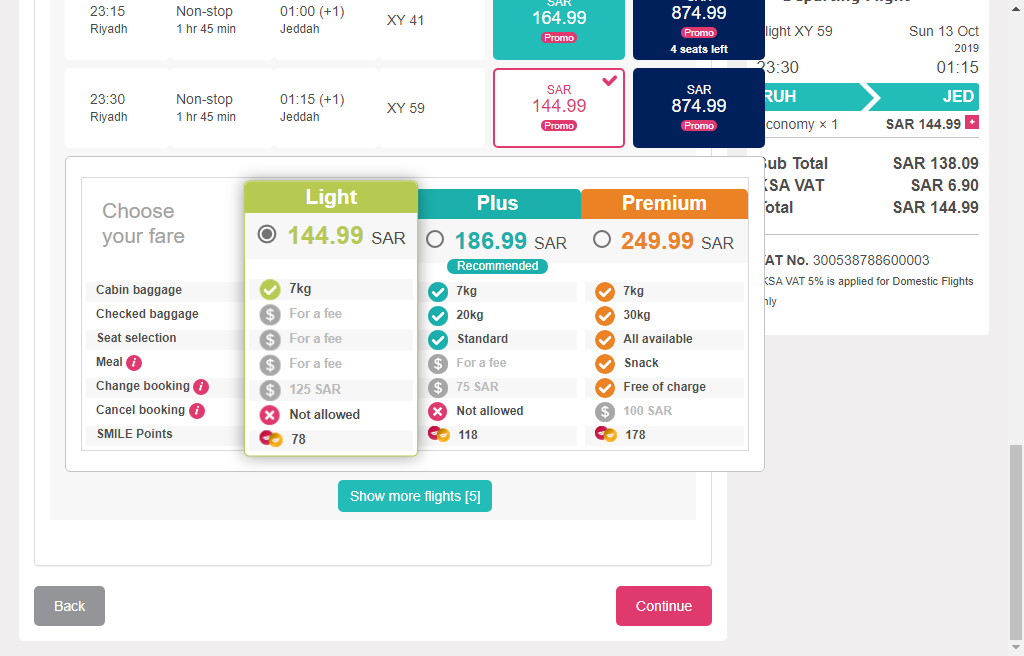 23:15 Non-stop 01:00 (+1) XY 41 SAR SAR
Riyadh 1 hr 45 min Jeddah 164.99 874.99
Promo Promo
4 seats left
23:30 Non-stop 01:15 (+1) XY 59 SAR SAR
Riyadh 1 hr 45 min Jeddah 144.99 874.99
Promo Promo
Choose
your fare
Light Plus Premium
144.99 SAR 186.99 SAR 249.99 SAR
Recommended
Cabin baggage 7kg 7kg 7kg
Checked baggage For a fee 20kg 30kg
Seat selection For a fee Standard All available
Meal i For a fee For a fee Snack
Change booking i 125 SAR 75 SAR Free of charge
Cancel booking i Not allowed Not allowed 100 SAR
SMILE Points 78 118 178
Show more flights [5]
Back Continue
Departing Flight
light XY 59 Sun 13 Oct
2019
23:30 01:15
RUH JED
conomy × 1 SAR 144.99 +
Sub Total SAR 138.09
KSA VAT SAR 6.90
Total SAR 144.99
VAT No. 300538788600003
KSA VAT 5% is applied for Domestic Flights
nly